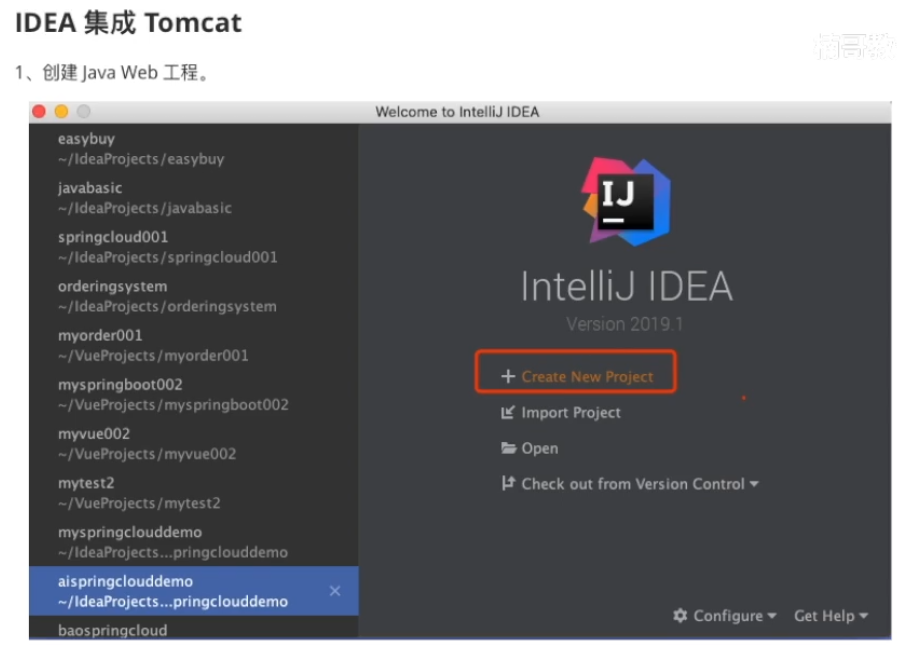 IDEA 集成 Tomcat
1、创建 Java Web 工程。
Welcome to IntelliJ IDEA
easybuy
~/IdeaProjects/easybuy
javabasic
~/IdeaProjects/javabasic
springcloud001
~/IdeaProjects/springcloud001
orderingsystem
~/IdeaProjects/orderingsystem
myorder001
~/VueProjects/myorder001
myspringboot002
~/VueProjects/myspringboot002
myvue002
~/VueProjects/myvue002
mytest2
~/VueProjects/mytest2
myspringclouddemo
~/IdeaProjects...pringclouddemo
aispringclouddemo
~/IdeaProjects...pringclouddemo
baospringcloud
IJ
IntelliJ IDEA
Version 2019.1
Create New Project
Import Project
Open
Check out from Version Control
Configure
Get Help